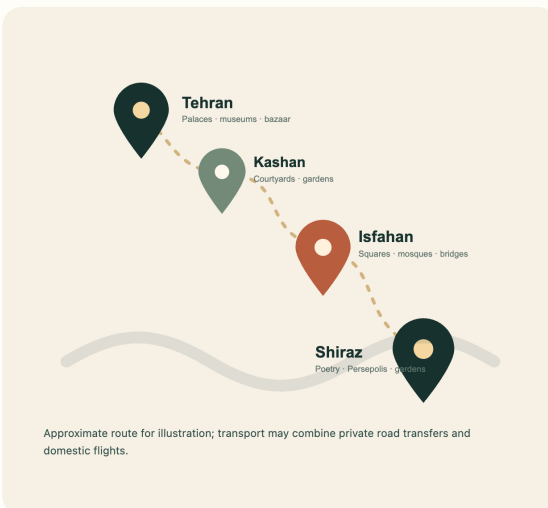 Tehran
Palaces · museums · bazaar
Kashan
Courtyards · gardens
Isfahan
Squares · mosques · bridges
Shiraz
Poetry · Persepolis · gardens
Approximate route for illustration; transport may combine private road transfers and
domestic flights.